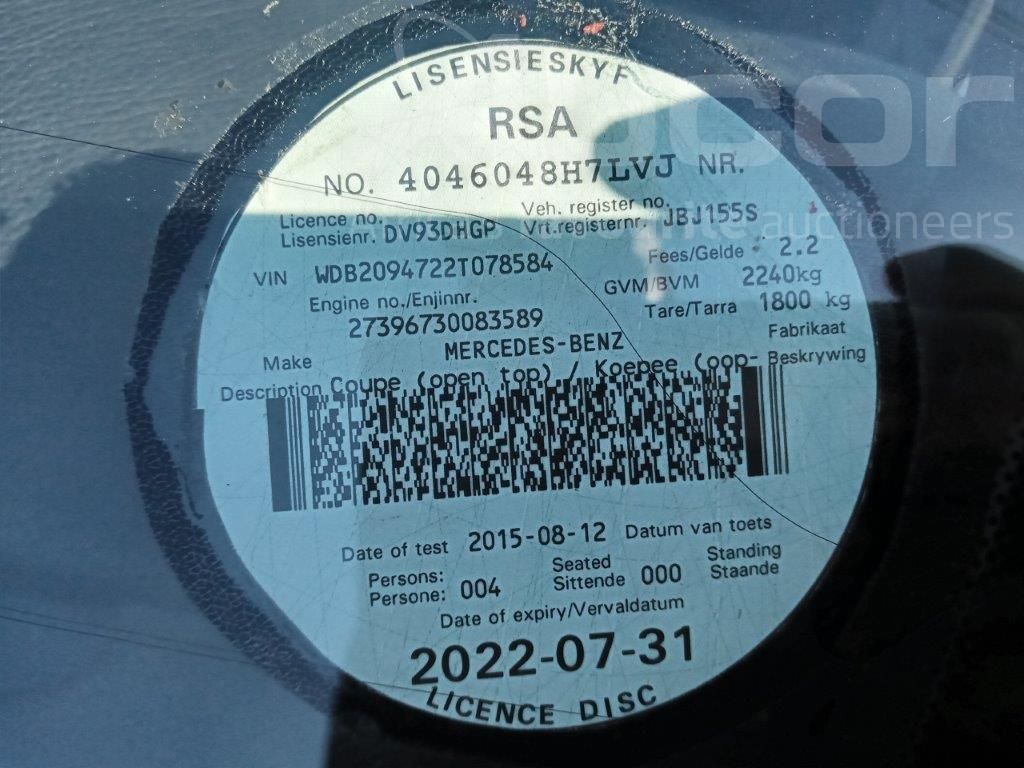 LISENSIESKYF
RSA
NO. 4046048H7LVJ NR.
Licence no. Veh. register no.
Lisensienr. DV93DHGP Vrt.registernr. JBJ155S
auctioneers
VIN WDB2094722T078584 Fees/Gelde 2.2
GVM/BVM 2240kg
Engine no./Enjinnr. Tare/Tarra 1800 kg
27396730083589
Make MERCEDES-BENZ Fabrikaat
Description Coupe (open top) / Koepee (oop- Beskrywing
Date of test 2015-08-12 Datum van toets
Persons: Seated Standing
Persone: 004 Sittende 000 Staande
Date of expiry/Vervaldatum
2022-07-31
LICENCE DISC